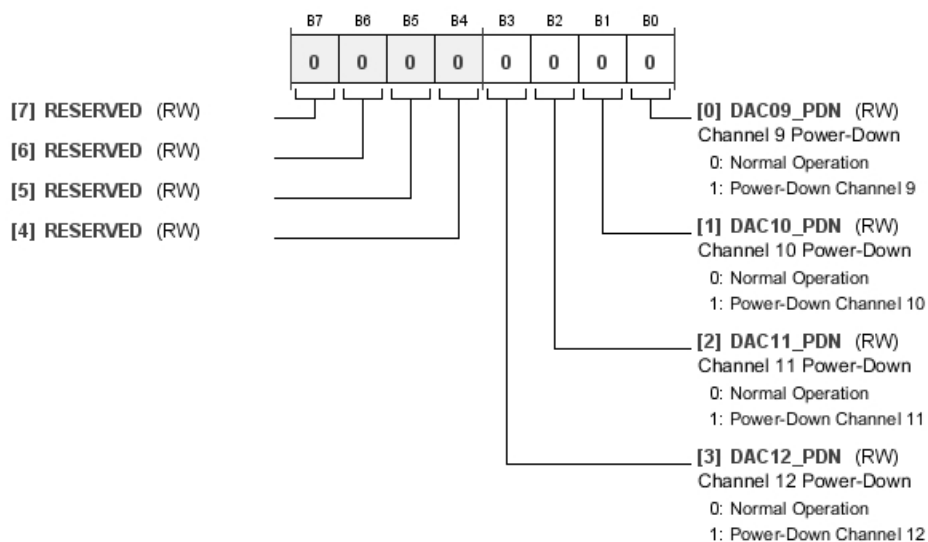 B7 B6 B5 B4 B3 B2 B1 B0
0 0 0 0 0 0 0 0
[7] RESERVED (RW)
[6] RESERVED (RW)
[5] RESERVED (RW)
[4] RESERVED (RW)
[0] DAC09_PDN (RW)
Channel 9 Power-Down
0: Normal Operation
1: Power-Down Channel 9
[1] DAC10_PDN (RW)
Channel 10 Power-Down
0: Normal Operation
1: Power-Down Channel 10
[2] DAC11_PDN (RW)
Channel 11 Power-Down
0: Normal Operation
1: Power-Down Channel 11
[3] DAC12_PDN (RW)
Channel 12 Power-Down
0: Normal Operation
1: Power-Down Channel 12